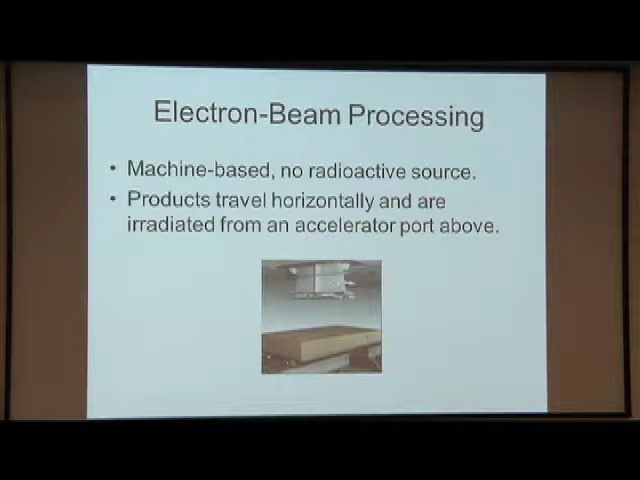 Electron-Beam Processing
• Machine-based, no radioactive source.
• Products travel horizontally and are
irradiated from an accelerator port above.